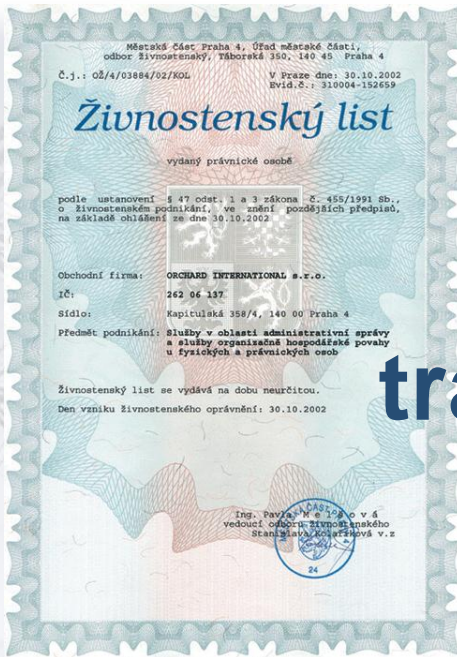 Městská část Praha 4, Úřad městské části,
odbor živnostenský, Táborská 350, 140 45 Praha 4
Č.j.: OŽ/4/03884/02/KOL
V Praze dne: 30.10.2002
Evid.č.: 310004-152659
Živnostenský list
vydaný právnické osobě
podle ustanovení § 47 odst. 1 a 3 zákona č. 455/1991 Sb.,
o živnostenském podnikání, ve znění pozdějších předpisů,
na základě ohlášení ze dne 30.10.2002
Obchodní firma: ORCHARD INTERNATIONAL s.r.o.
IČ: 262 06 137
Sídlo: Kapitulská 358/4, 140 00 Praha 4
Předmět podnikání: Služby v oblasti administrativní správy
a služby organizačně hospodářské povahy
u fyzických a právnických osob
Živnostenský list se vydává na dobu neurčitou.
Den vzniku živnostenského oprávnění: 30.10.2002
tra
Ing. Pavla
vedoucí odboru živnostenského
Stanislava Kolaříková v.z
24